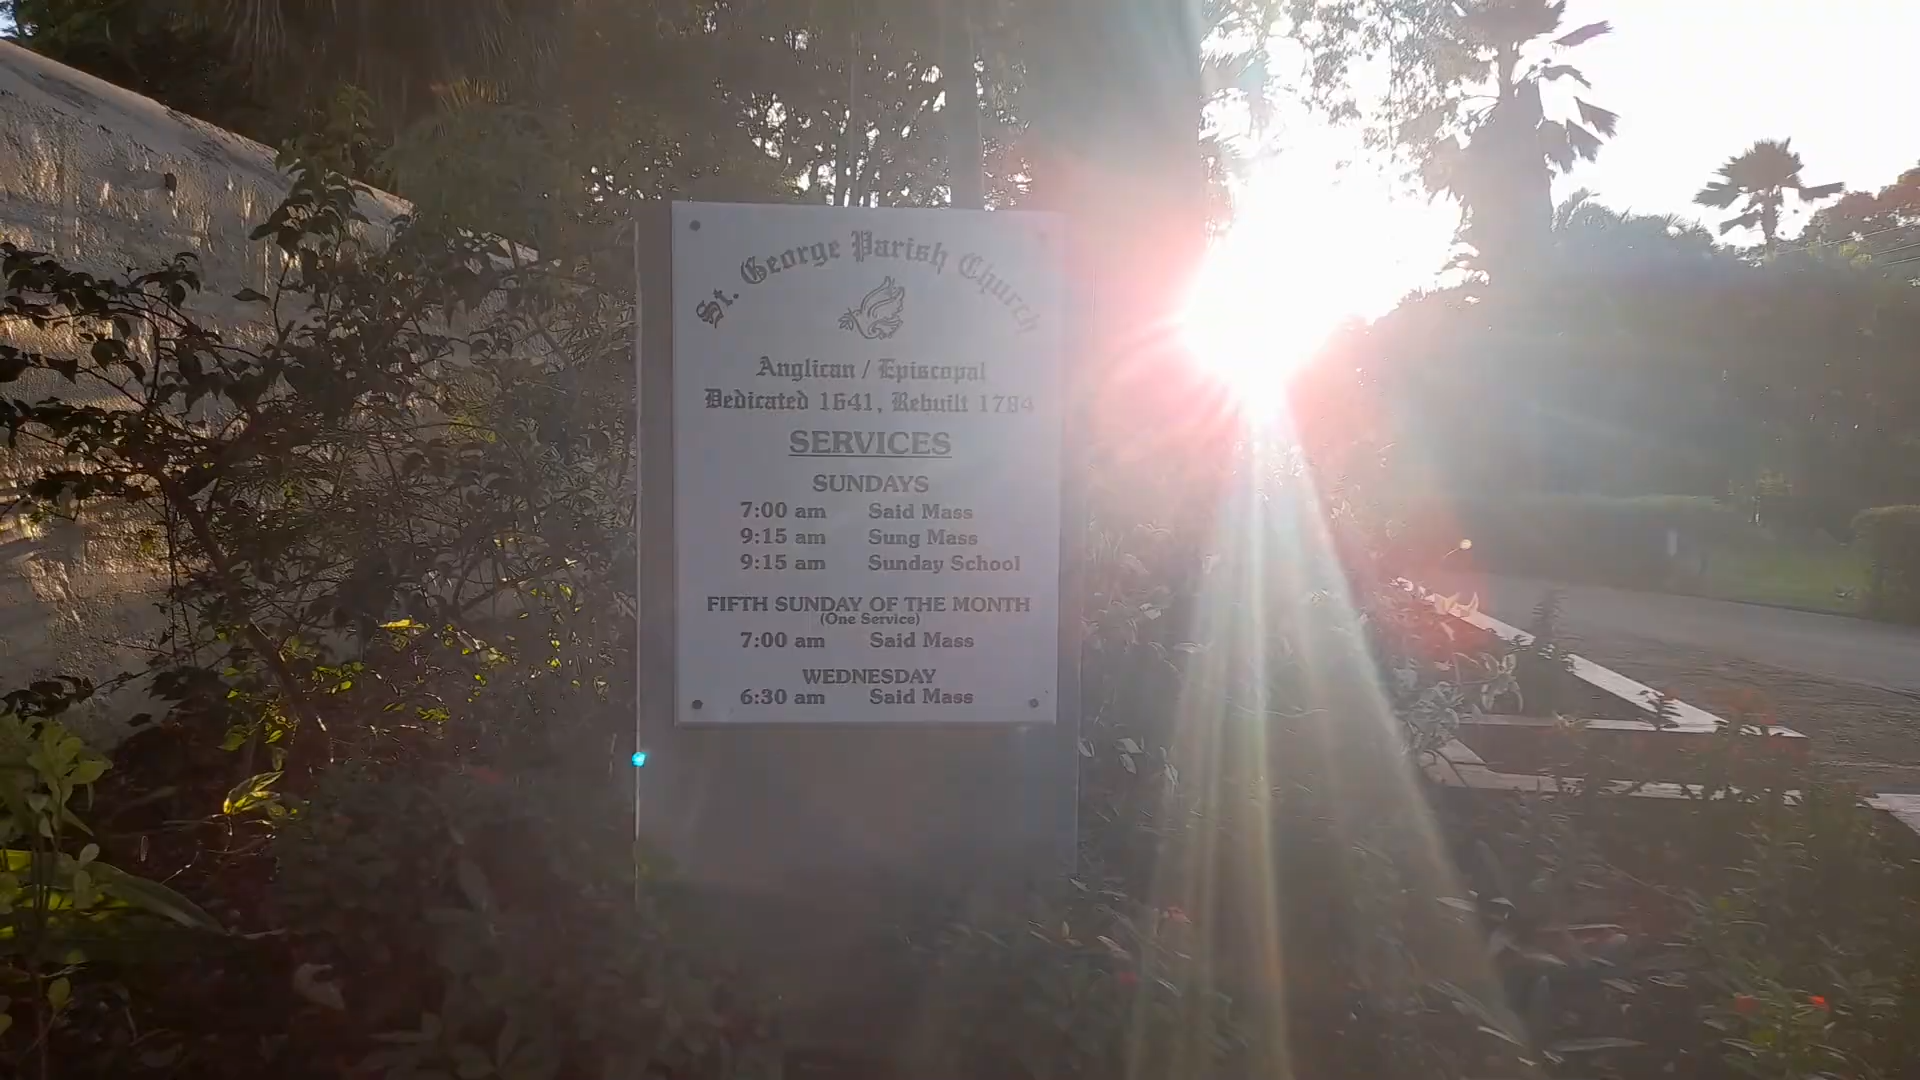 St. George Parish Church
Anglican / Episcopal
Dedicated 1641, Rebuilt 1784
SERVICES
SUNDAYS
7:00 am Said Mass
9:15 am Sung Mass
9:15 am Sunday School
FIFTH SUNDAY OF THE MONTH
(One Service)
7:00 am Said Mass
WEDNESDAY
6:30 am Said Mass